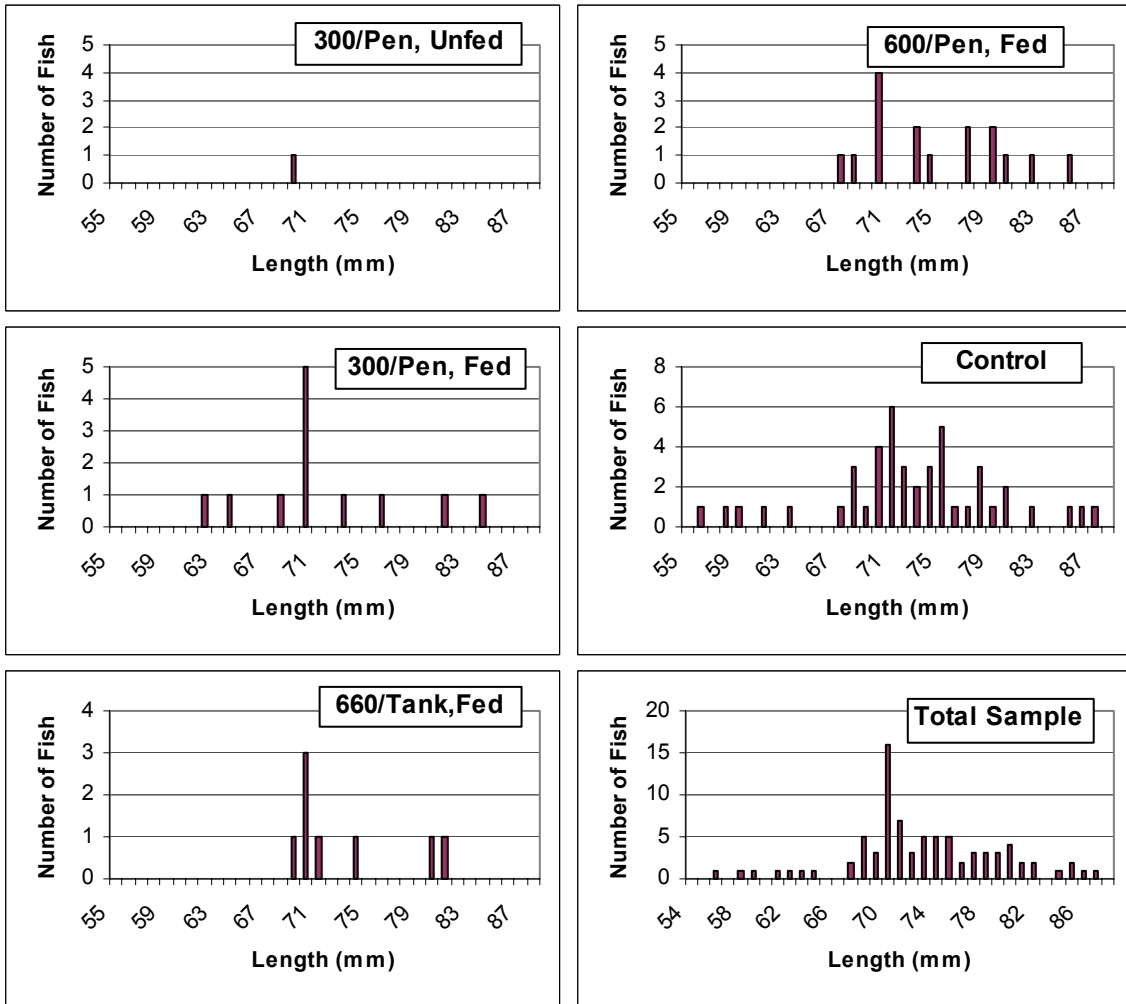 300/Pen, Unfed
Number of Fish
5
4
3
2
1
0
55 59 63 67 71 75 79 83 87
Length (mm)
600/Pen, Fed
Number of Fish
5
4
3
2
1
0
55 59 63 67 71 75 79 83 87
Length (mm)
300/Pen, Fed
Number of Fish
5
4
3
2
1
0
55 59 63 67 71 75 79 83 87
Length (mm)
Control
Number of Fish
8
6
4
2
0
55 59 63 67 71 75 79 83 87
Length (mm)
660/Tank,Fed
Number of Fish
4
3
2
1
0
55 59 63 67 71 75 79 83 87
Length (mm)
Total Sample
Number of Fish
20
15
10
5
0
54 58 62 66 70 74 78 82 86
Length (mm)